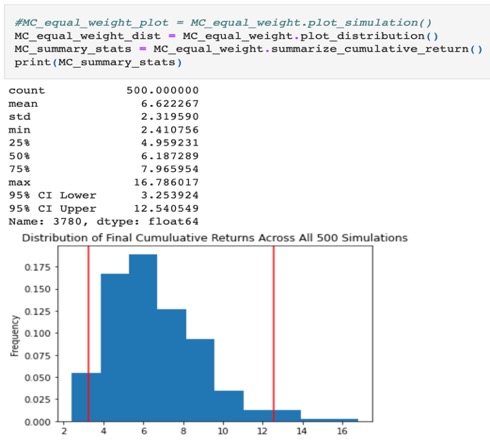 #MC_equal_weight_plot = MC_equal_weight.plot_simulation()
MC_equal_weight_dist = MC_equal_weight.plot_distribution()
MC_summary_stats = MC_equal_weight.summarize_cumulative_return()
print(MC_summary_stats)
count 500.000000
mean 6.622267
std 2.319590
min 2.410756
25% 4.959231
50% 6.187289
75% 7.965954
max 16.786017
95% CI Lower 3.253924
95% CI Upper 12.540549
Name: 3780, dtype: float64
Distribution of Final Cumuluative Returns Across All 500 Simulations
Frequency
0.175
0.150
0.125
0.100
0.075
0.050
0.025
0.000
2 4 6 8 10 12 14 16